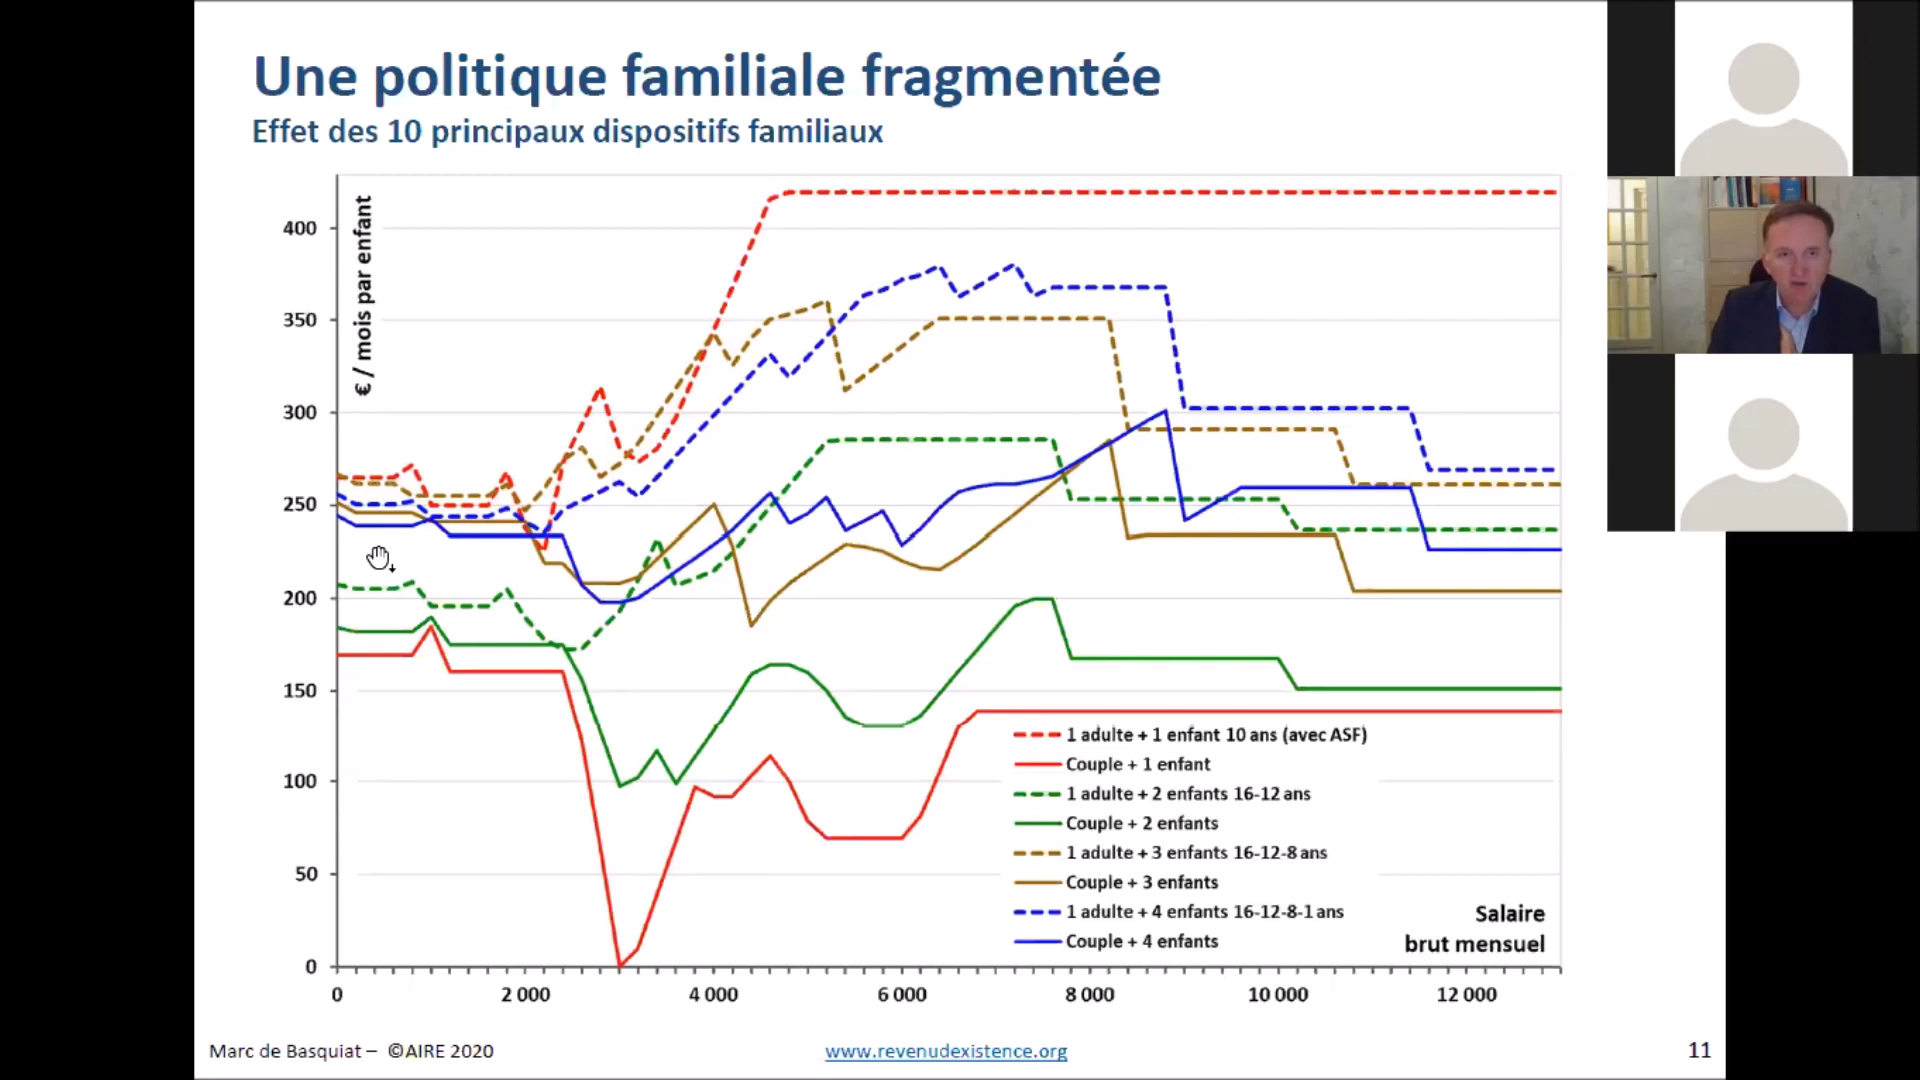 Une politique familiale fragmentée
Effet des 10 principaux dispositifs familiaux
€ / mois par enfant
400
350
300
250
200
150
100
50
0
0 2 000 4 000 6 000 8 000 10 000 12 000
1 adulte + 1 enfant 10 ans (avec ASF)
Couple + 1 enfant
1 adulte + 2 enfants 16-12 ans
Couple + 2 enfants
1 adulte + 3 enfants 16-12-8 ans
Couple + 3 enfants
1 adulte + 4 enfants 16-12-8-1 ans
Couple + 4 enfants
Salaire
brut mensuel
Marc de Basquiat – ©AIRE 2020
www.revenudexistence.org
11